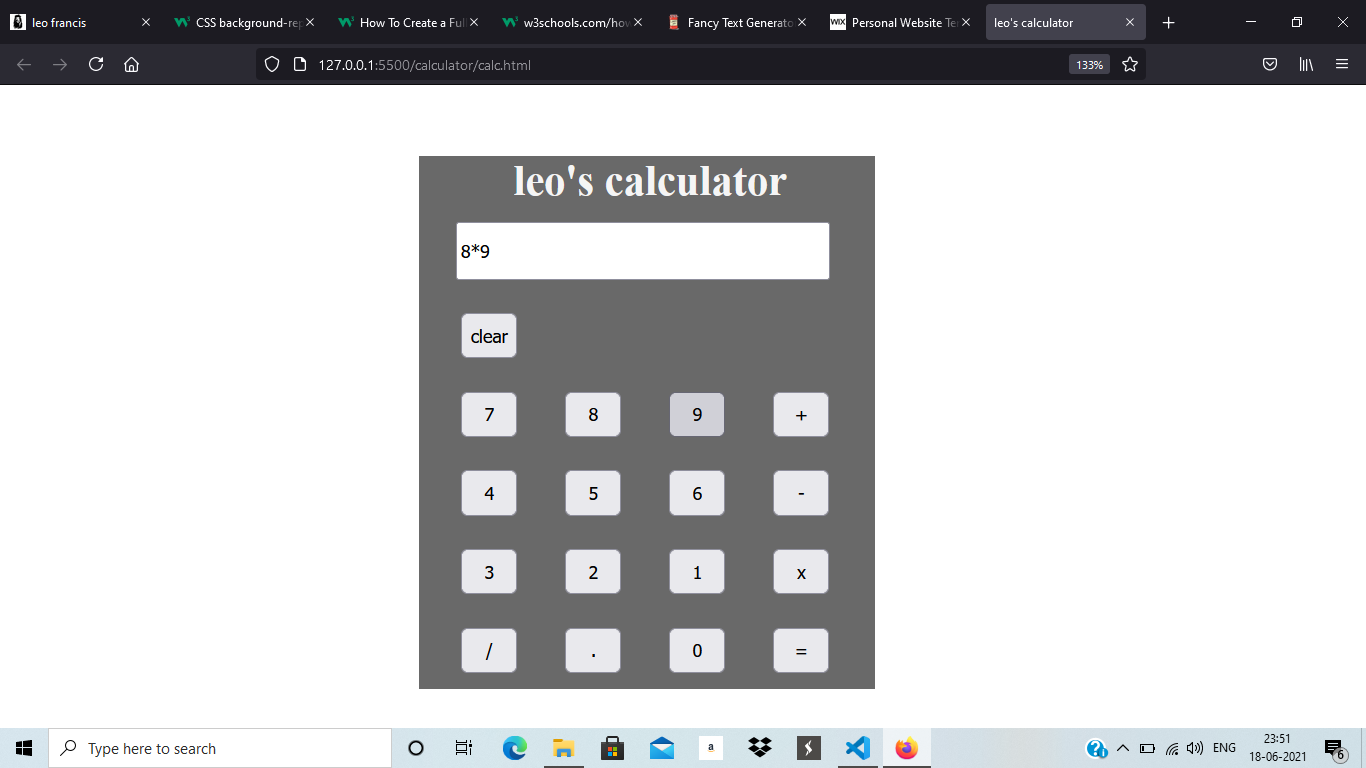 leo francis
CSS background-rep
How To Create a Full
w3schools.com/how
Fancy Text Generato
WIX Personal Website Te
leo's calculator
127.0.0.1:5500/calculator/calc.html
133%
leo's calculator
8*9
clear
7 8 9 +
4 5 6 -
3 2 1 x
/ . 0 =
Type here to search
a
ENG
23:51
18-06-2021
6